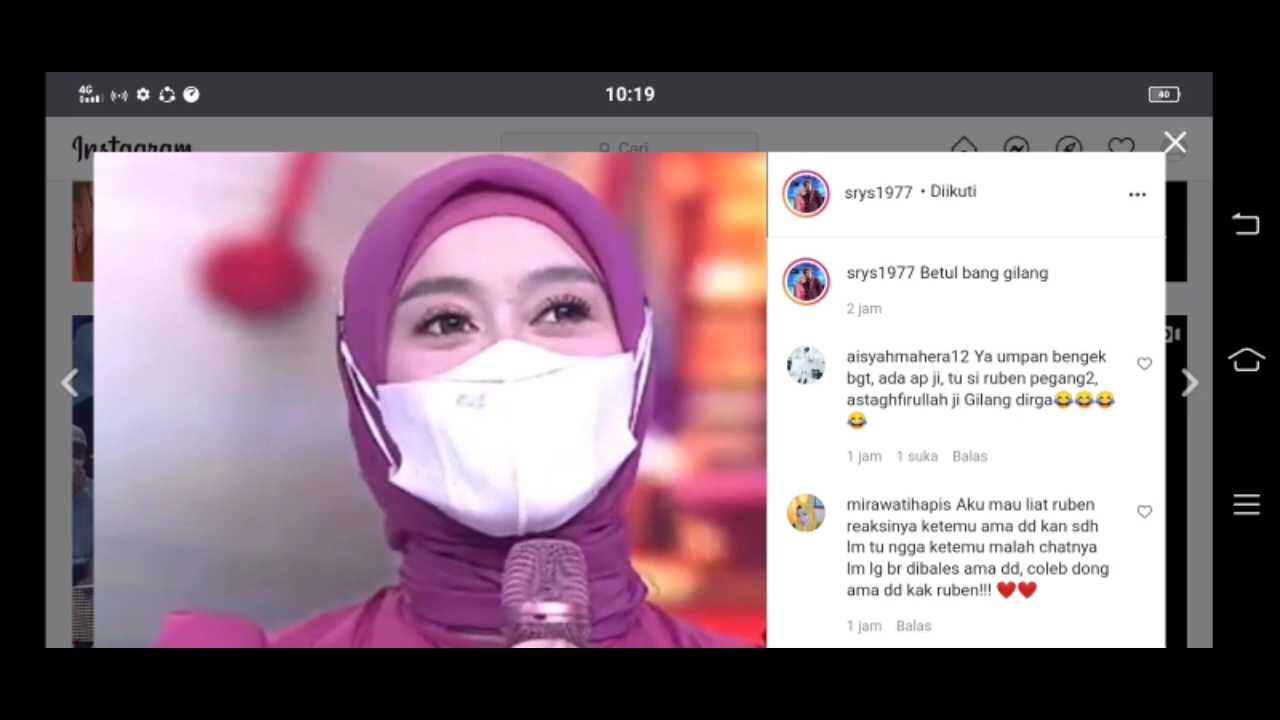 4G
10:19
40
Instagram
Cari
srys1977 • Diikuti
srys1977 Betul bang gilang
2 jam
aisyahmahera12 Ya umpan bengek
bgt, ada ap ji, tu si ruben pegang2,
astaghfirullah ji Gilang dirga😂😂😂
😂
1 jam 1 suka Balas
mirawatihapis Aku mau liat ruben
reaksinya ketemu ama dd kan sdh
lm tu ngga ketemu malah chatnya
lm lg br dibales ama dd, coleb dong
ama dd kak ruben!!! ❤️❤️
1 jam Balas